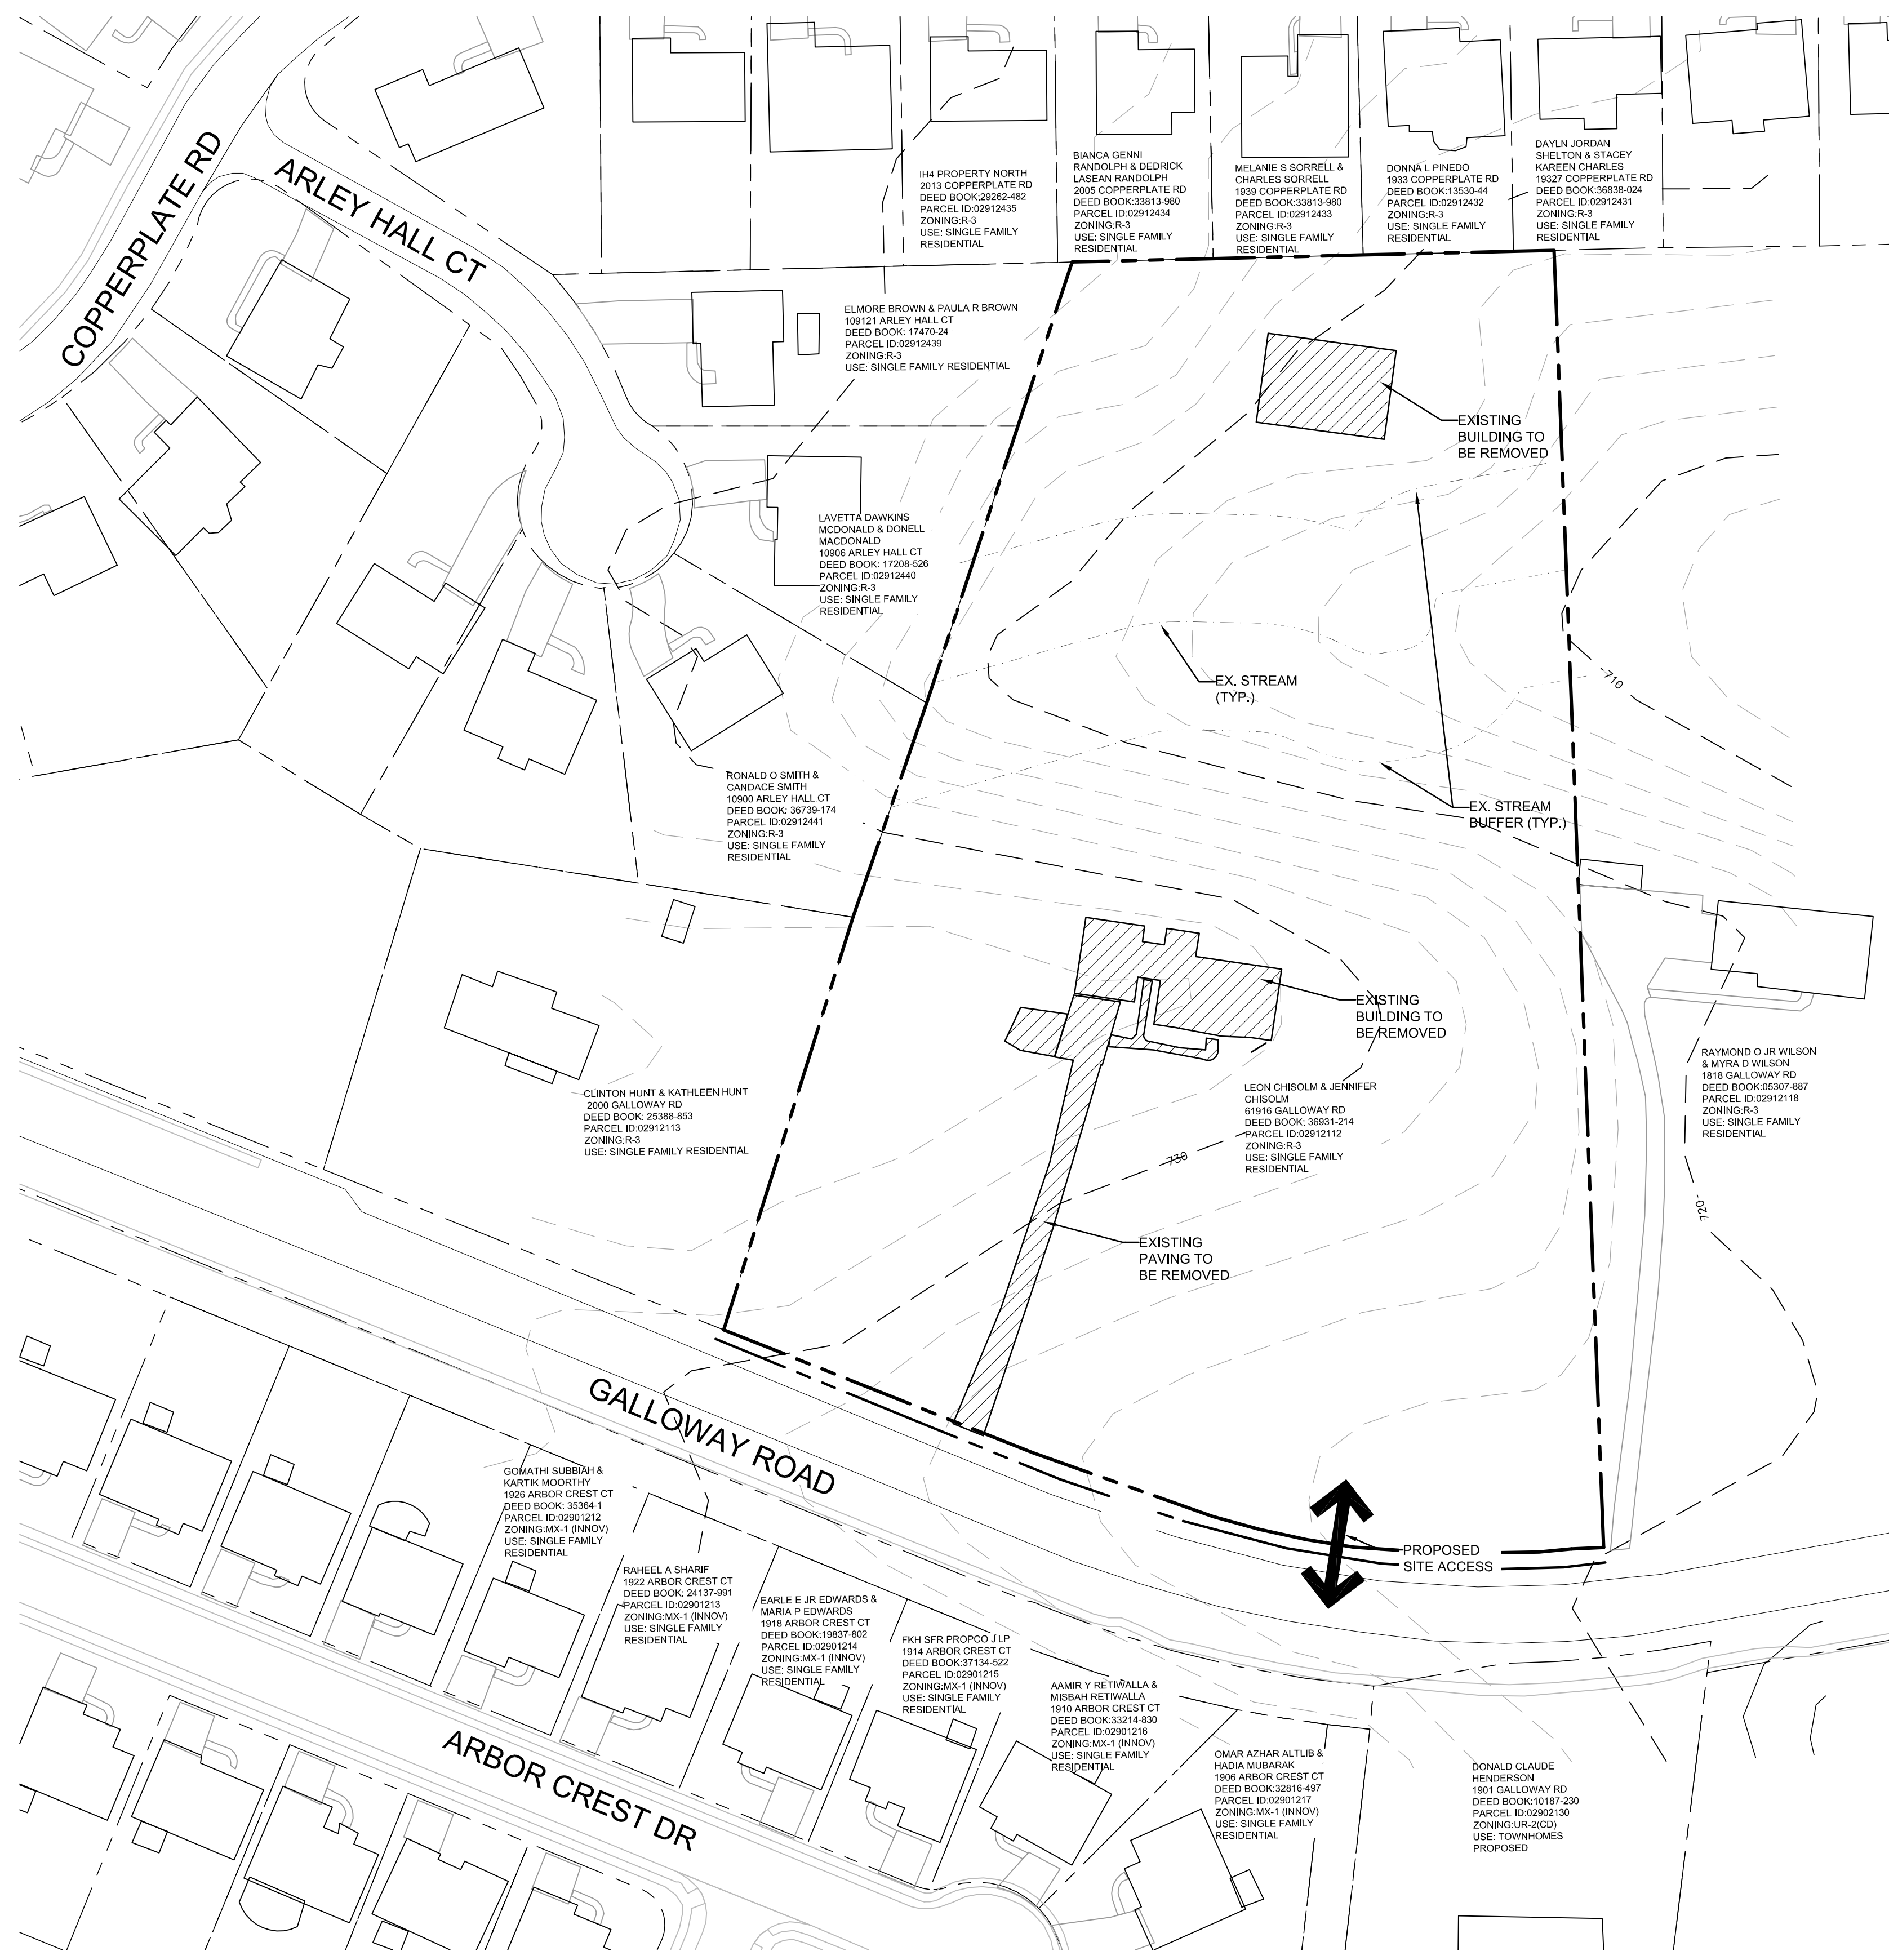 COPPERPLATE RD
ARLEY HALL CT
IH4 PROPERTY NORTH
2013 COPPERPLATE RD
DEED BOOK:29262-482
PARCEL ID:02912435
ZONING:R-3
USE: SINGLE FAMILY
RESIDENTIAL
BIANCA GENNI
RANDOLPH & DEDRICK
LASEAN RANDOLPH
2005 COPPERPLATE RD
DEED BOOK:33813-980
PARCEL ID:02912434
ZONING:R-3
USE: SINGLE FAMILY
RESIDENTIAL
MELANIE S SORRELL &
CHARLES SORRELL
1939 COPPERPLATE RD
DEED BOOK:33813-980
PARCEL ID:02912433
ZONING:R-3
USE: SINGLE FAMILY
RESIDENTIAL
DONNA L PINEDO
1933 COPPERPLATE RD
DEED BOOK:13530-44
PARCEL ID:02912432
ZONING:R-3
USE: SINGLE FAMILY
RESIDENTIAL
DAYLN JORDAN
SHELTON & STACEY
KAREEN CHARLES
19327 COPPERPLATE RD
DEED BOOK:36838-024
PARCEL ID:02912431
ZONING:R-3
USE: SINGLE FAMILY
RESIDENTIAL
ELMORE BROWN & PAULA R BROWN
109121 ARLEY HALL CT
DEED BOOK: 17470-24
PARCEL ID:02912439
ZONING:R-3
USE: SINGLE FAMILY RESIDENTIAL
EXISTING
BUILDING TO
BE REMOVED
LAVETTA DAWKINS
MCDONALD & DONELL
MACDONALD
10906 ARLEY HALL CT
DEED BOOK: 17208-526
PARCEL ID:02912440
ZONING:R-3
USE: SINGLE FAMILY
RESIDENTIAL
EX. STREAM
(TYP.)
710
EX. STREAM
BUFFER (TYP.)
RONALD O SMITH &
CANDACE SMITH
10900 ARLEY HALL CT
DEED BOOK: 36739-174
PARCEL ID:02912441
ZONING:R-3
USE: SINGLE FAMILY
RESIDENTIAL
EXISTING
BUILDING TO
BE REMOVED
CLINTON HUNT & KATHLEEN HUNT
2000 GALLOWAY RD
DEED BOOK: 25388-853
PARCEL ID:02912113
ZONING:R-3
USE: SINGLE FAMILY RESIDENTIAL
LEON CHISOLM & JENNIFER
CHISOLM
61916 GALLOWAY RD
DEED BOOK: 36931-214
PARCEL ID:02912112
ZONING:R-3
USE: SINGLE FAMILY
RESIDENTIAL
RAYMOND O JR WILSON
& MYRA D WILSON
1818 GALLOWAY RD
DEED BOOK:05307-887
PARCEL ID:02912118
ZONING:R-3
USE: SINGLE FAMILY
RESIDENTIAL
730
720
EXISTING
PAVING TO
BE REMOVED
GALLOWAY ROAD
PROPOSED
SITE ACCESS
GOMATHI SUBBIAH &
KARTIK MOORTHY
1926 ARBOR CREST CT
DEED BOOK: 35364-1
PARCEL ID:02901212
ZONING:MX-1 (INNOV)
USE: SINGLE FAMILY
RESIDENTIAL
RAHEEL A SHARIF
1922 ARBOR CREST CT
DEED BOOK: 24137-991
PARCEL ID:02901213
ZONING:MX-1 (INNOV)
USE: SINGLE FAMILY
RESIDENTIAL
EARLE E JR EDWARDS &
MARIA P EDWARDS
1918 ARBOR CREST CT
DEED BOOK:19837-802
PARCEL ID:02901214
ZONING:MX-1 (INNOV)
USE: SINGLE FAMILY
RESIDENTIAL
FKH SFR PROPCO J LP
1914 ARBOR CREST CT
DEED BOOK:37134-522
PARCEL ID:02901215
ZONING:MX-1 (INNOV)
USE: SINGLE FAMILY
RESIDENTIAL
AAMIR Y RETIWALLA &
MISBAH RETIWALLA
1910 ARBOR CREST CT
DEED BOOK:33214-830
PARCEL ID:02901216
ZONING:MX-1 (INNOV)
USE: SINGLE FAMILY
RESIDENTIAL
OMAR AZHAR ALTLIB &
HADIA MUBARAK
1906 ARBOR CREST CT
DEED BOOK:32816-497
PARCEL ID:02901217
ZONING:MX-1 (INNOV)
USE: SINGLE FAMILY
RESIDENTIAL
DONALD CLAUDE
HENDERSON
1901 GALLOWAY RD
DEED BOOK:10187-230
PARCEL ID:02902130
ZONING:UR-2(CD)
USE: TOWNHOMES
PROPOSED
ARBOR CREST DR